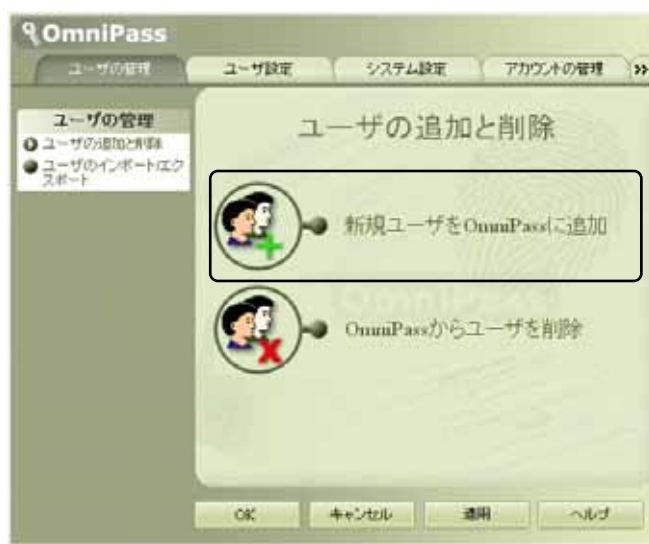 OmniPass
ユーザの管理
ユーザ設定
システム設定
アカウントの管理
ユーザの管理
ユーザの追加と削除
ユーザのインポート/エク
スポート
ユーザの追加と削除
新規ユーザをOmniPassに追加
OmniPassからユーザを削除
OK
キャンセル
適用
ヘルプ